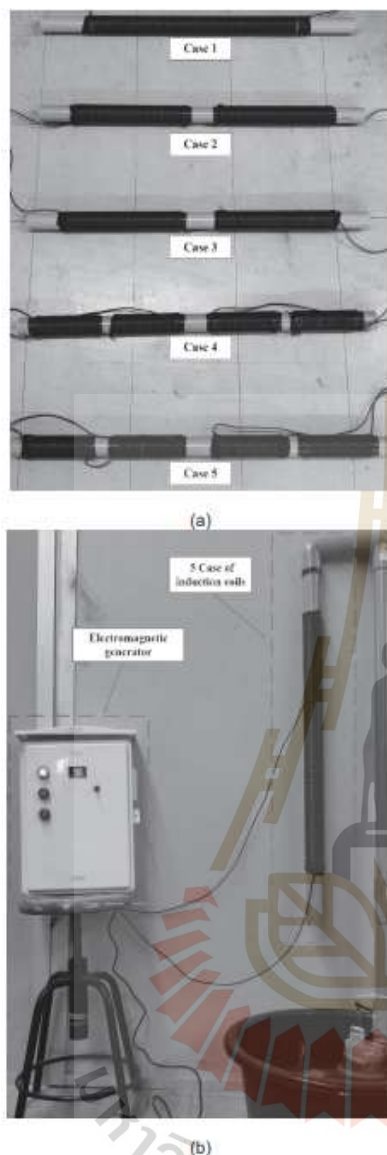 Case 1
Case 2
Case 3
Case 4
Case 5
(a)
5 Case of
induction coils
Electromagnetic
generator
(b)